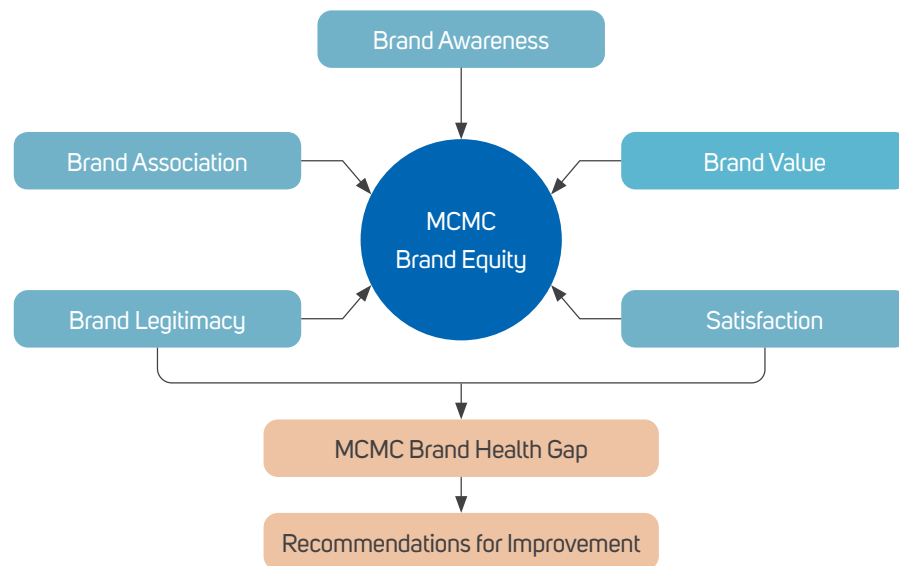 Brand Awareness
Brand Association
Brand Value
MCMC
Brand Equity
Brand Legitimacy
Satisfaction
MCMC Brand Health Gap
Recommendations for Improvement